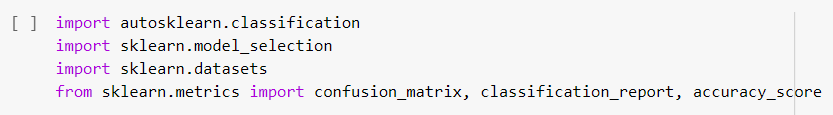 [ ] import autosklearn.classification
import sklearn.model_selection
import sklearn.datasets
from sklearn.metrics import confusion_matrix, classification_report, accuracy_score